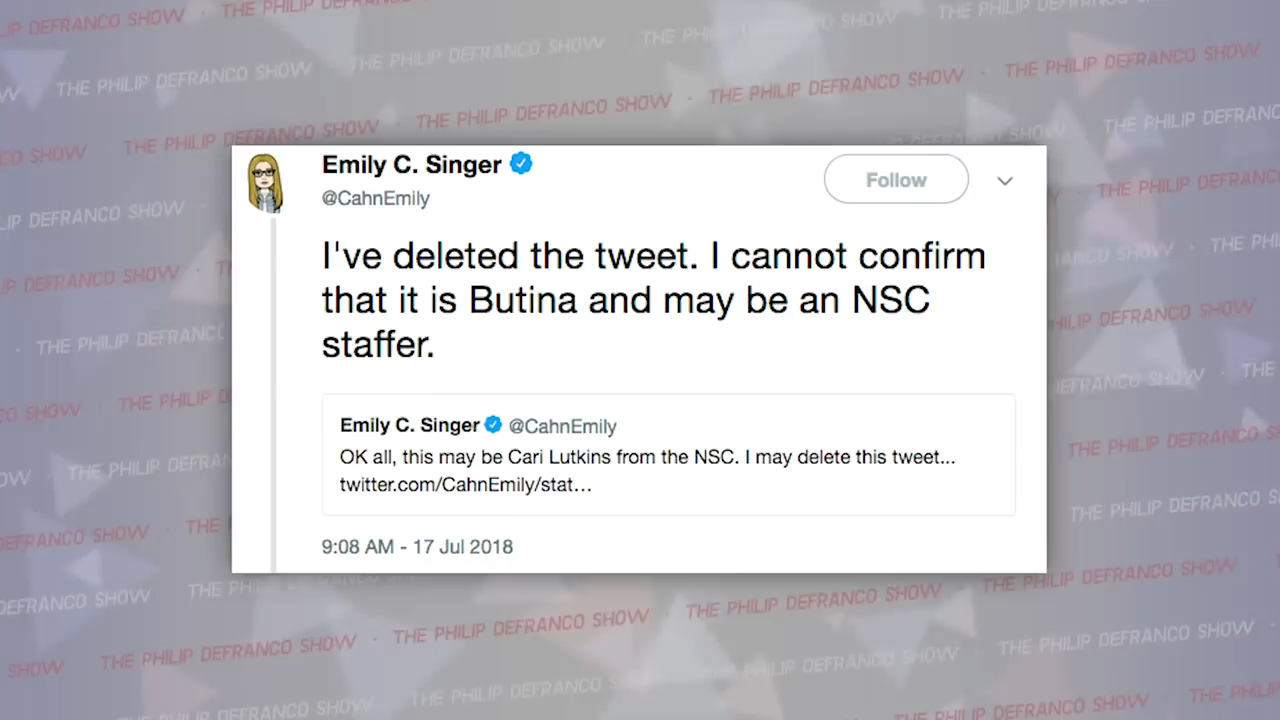 THE PHILIP DEFRANCO SHOW
Emily C. Singer
@CahnEmily
Follow
I've deleted the tweet. I cannot confirm
that it is Butina and may be an NSC
staffer.
Emily C. Singer @CahnEmily
OK all, this may be Cari Lutkins from the NSC. I may delete this tweet...
twitter.com/CahnEmily/stat...
9:08 AM - 17 Jul 2018